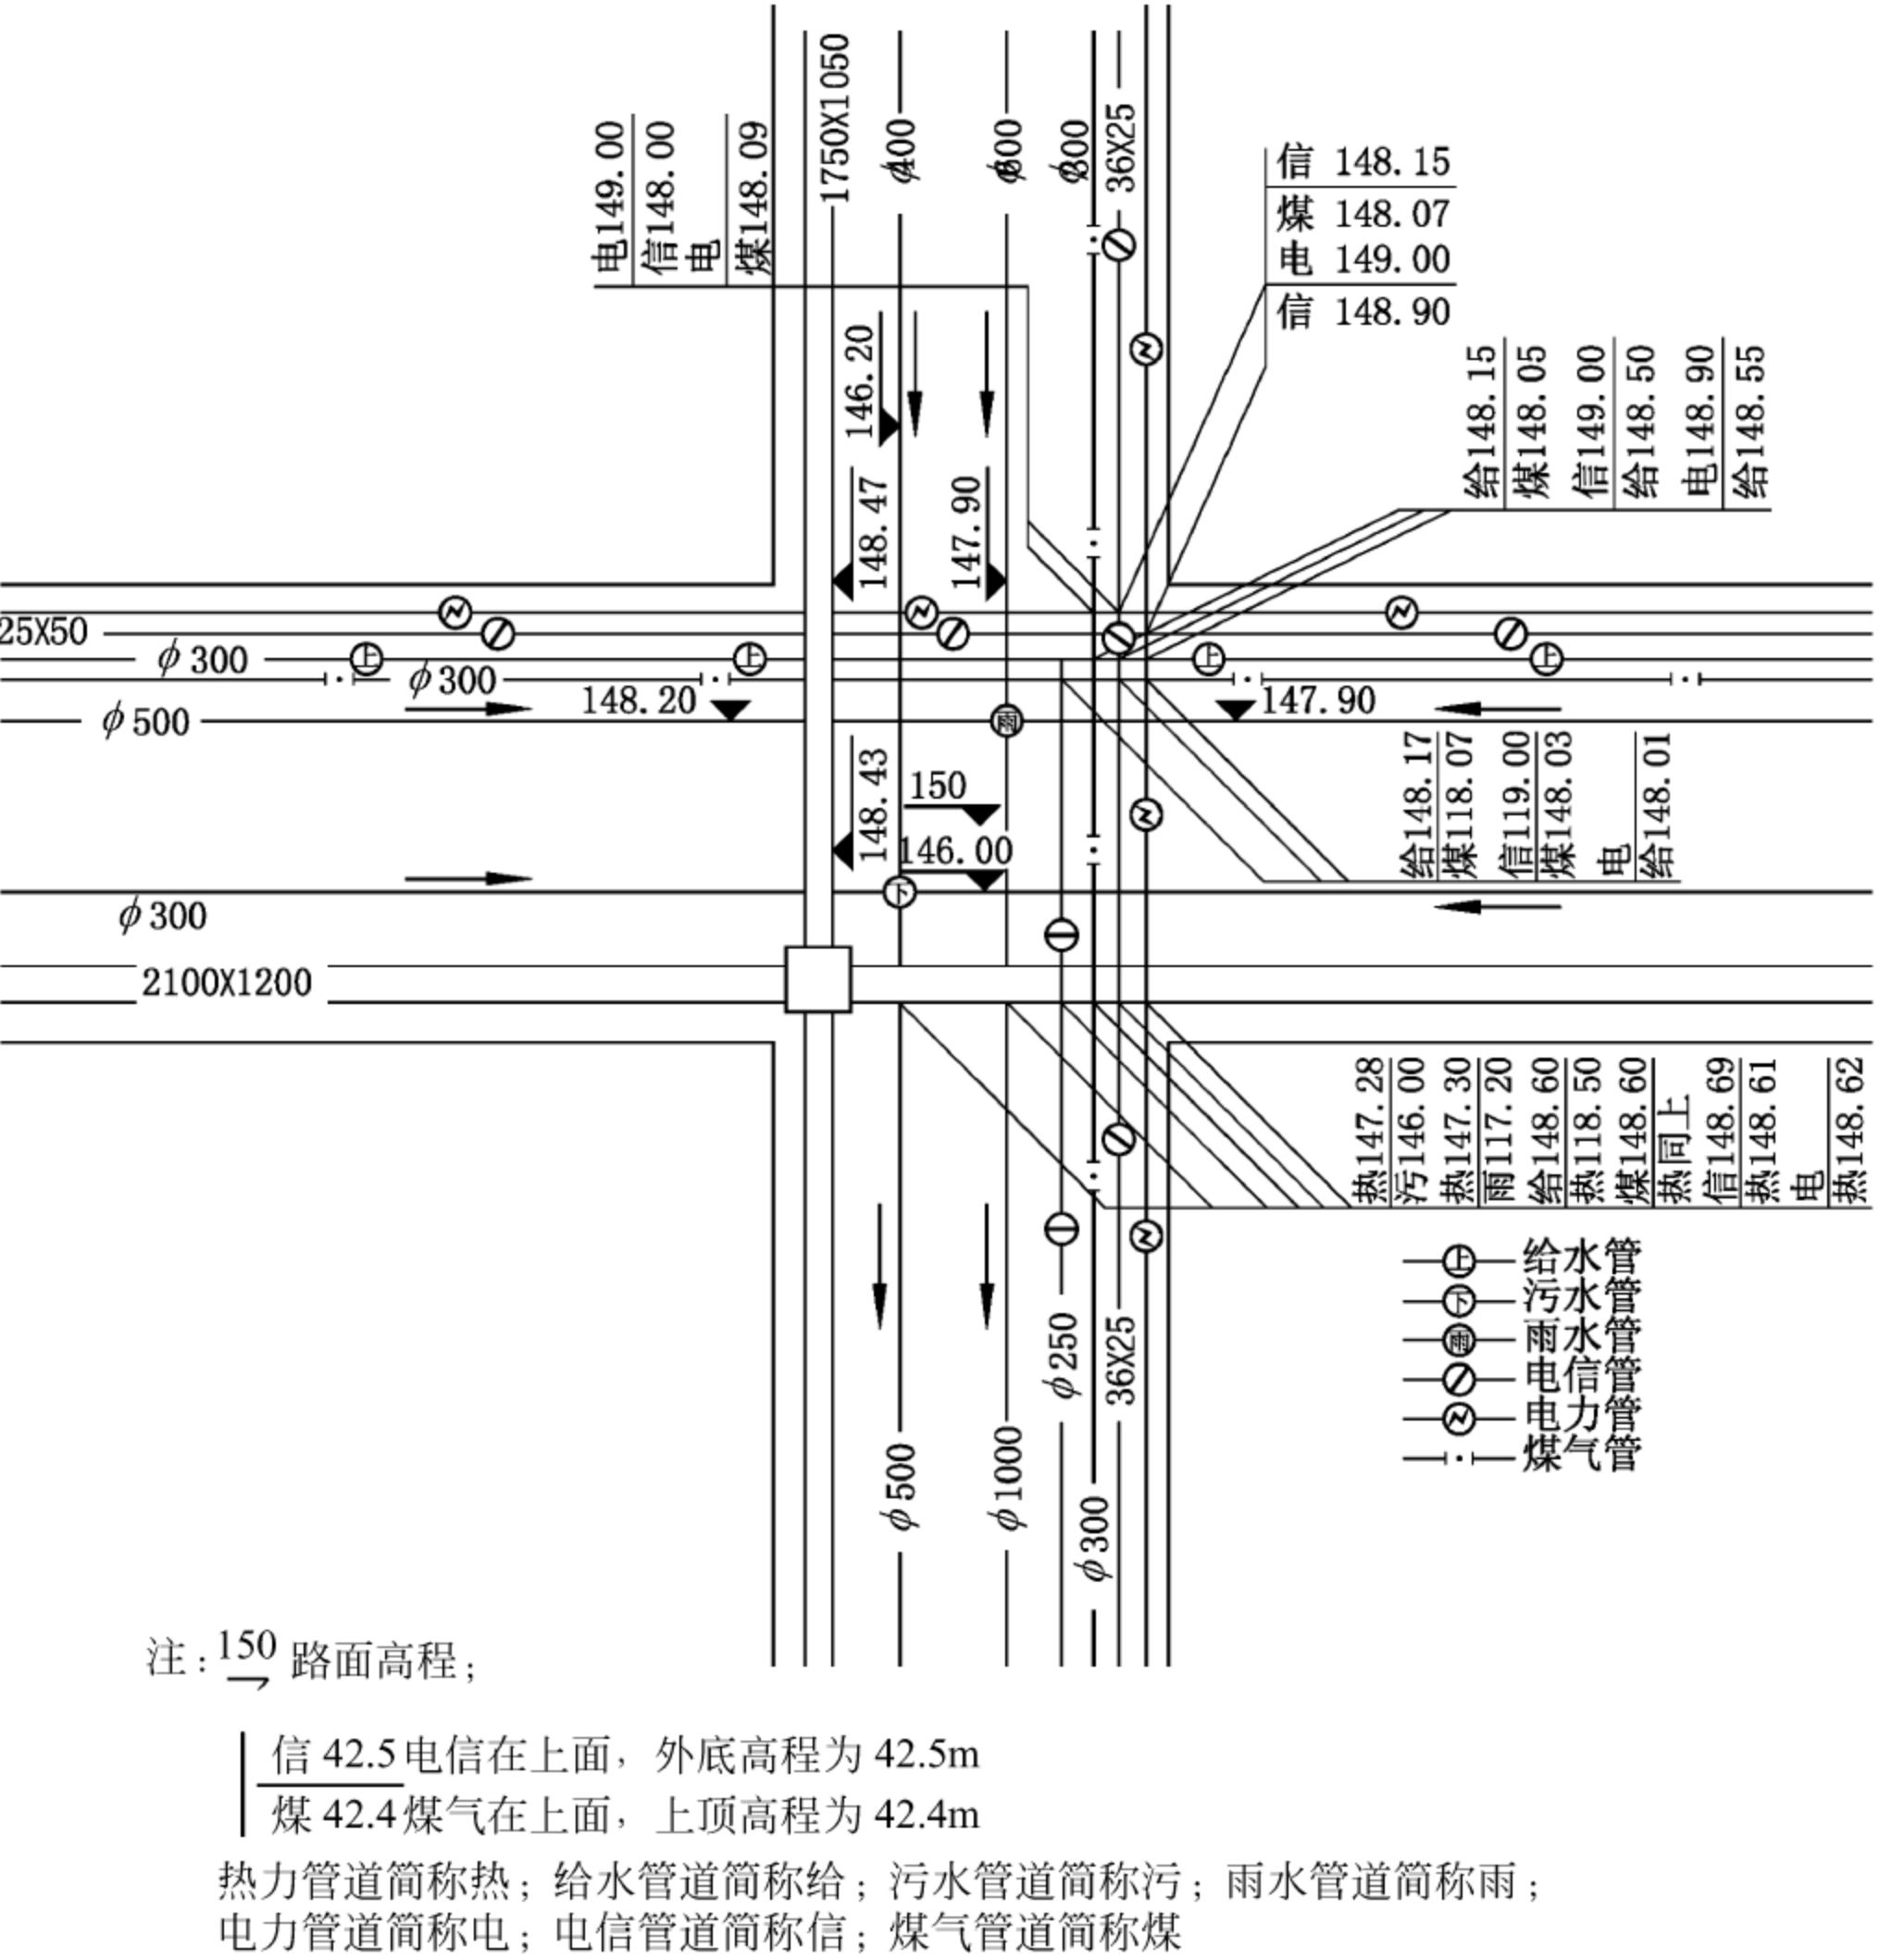 1750X1050
ϕ400
ϕ600
ϕ300
36X25
电149.00
信148.00
电
煤148.09
信 148.15
煤 148.07
电 149.00
信 148.90
给148.15
煤148.05
信149.00
给148.50
电148.90
给148.55
146.20
148.47
147.90
25X50
ϕ300
上
上
上
上
ϕ300
148.20
147.90
ϕ500
雨
148.43
150
146.00
下
给148.17
煤118.07
信119.00
煤148.03
电
给148.01
ϕ300
2100X1200
热147.28
污146.00
热147.30
雨117.20
给148.60
热118.50
煤148.60
热同上
信148.69
热148.61
电
热148.62
上 给水管
下 污水管
雨 雨水管
电信管
电力管
煤气管
ϕ500
ϕ1000
ϕ250
ϕ300
36X25
注: 150 路面高程;
信 42.5电信在上面，外底高程为 42.5m
煤 42.4煤气在上面，上顶高程为 42.4m
热力管道简称热; 给水管道简称给; 污水管道简称污; 雨水管道简称雨;
电力管道简称电; 电信管道简称信; 煤气管道简称煤